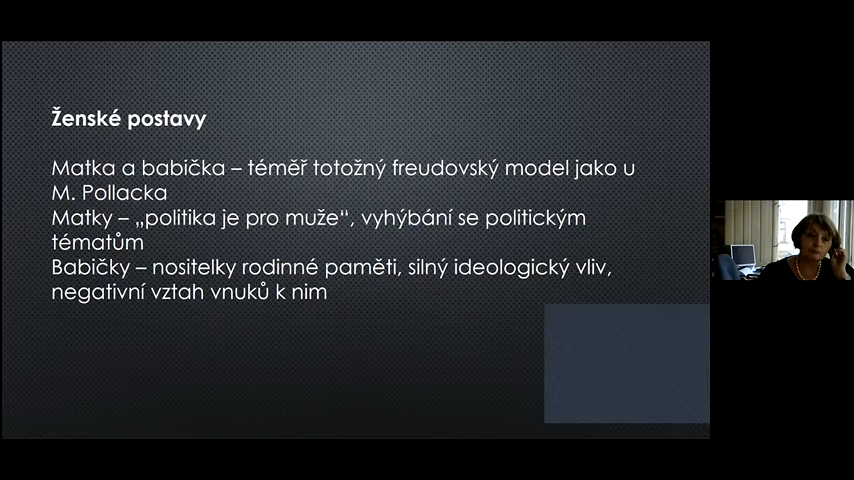 Ženské postavy
Matka a babička – téměř totožný freudovský model jako u
M. Pollacka
Matky – „politika je pro muže“, vyhýbání se politickým
tématům
Babičky – nositelky rodinné paměti, silný ideologický vliv,
negativní vztah vnuků k nim